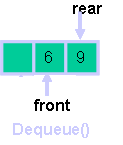 rear
6 9
front
Dequeue()